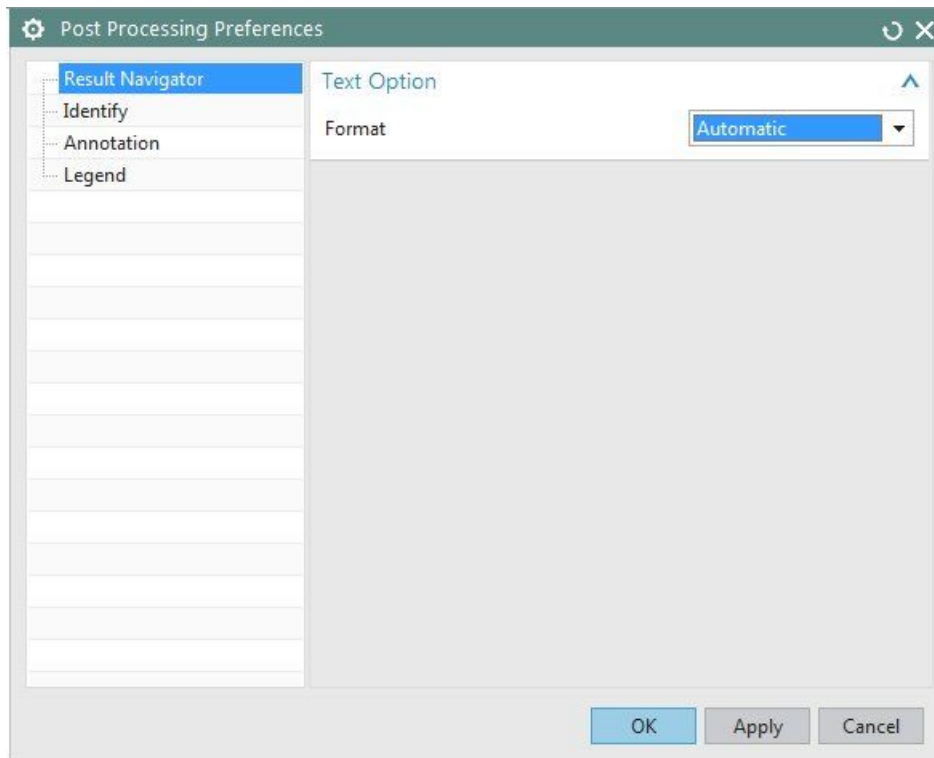 Post Processing Preferences
Result Navigator
Identify
Annotation
Legend
Text Option
Format Automatic
OK Apply Cancel